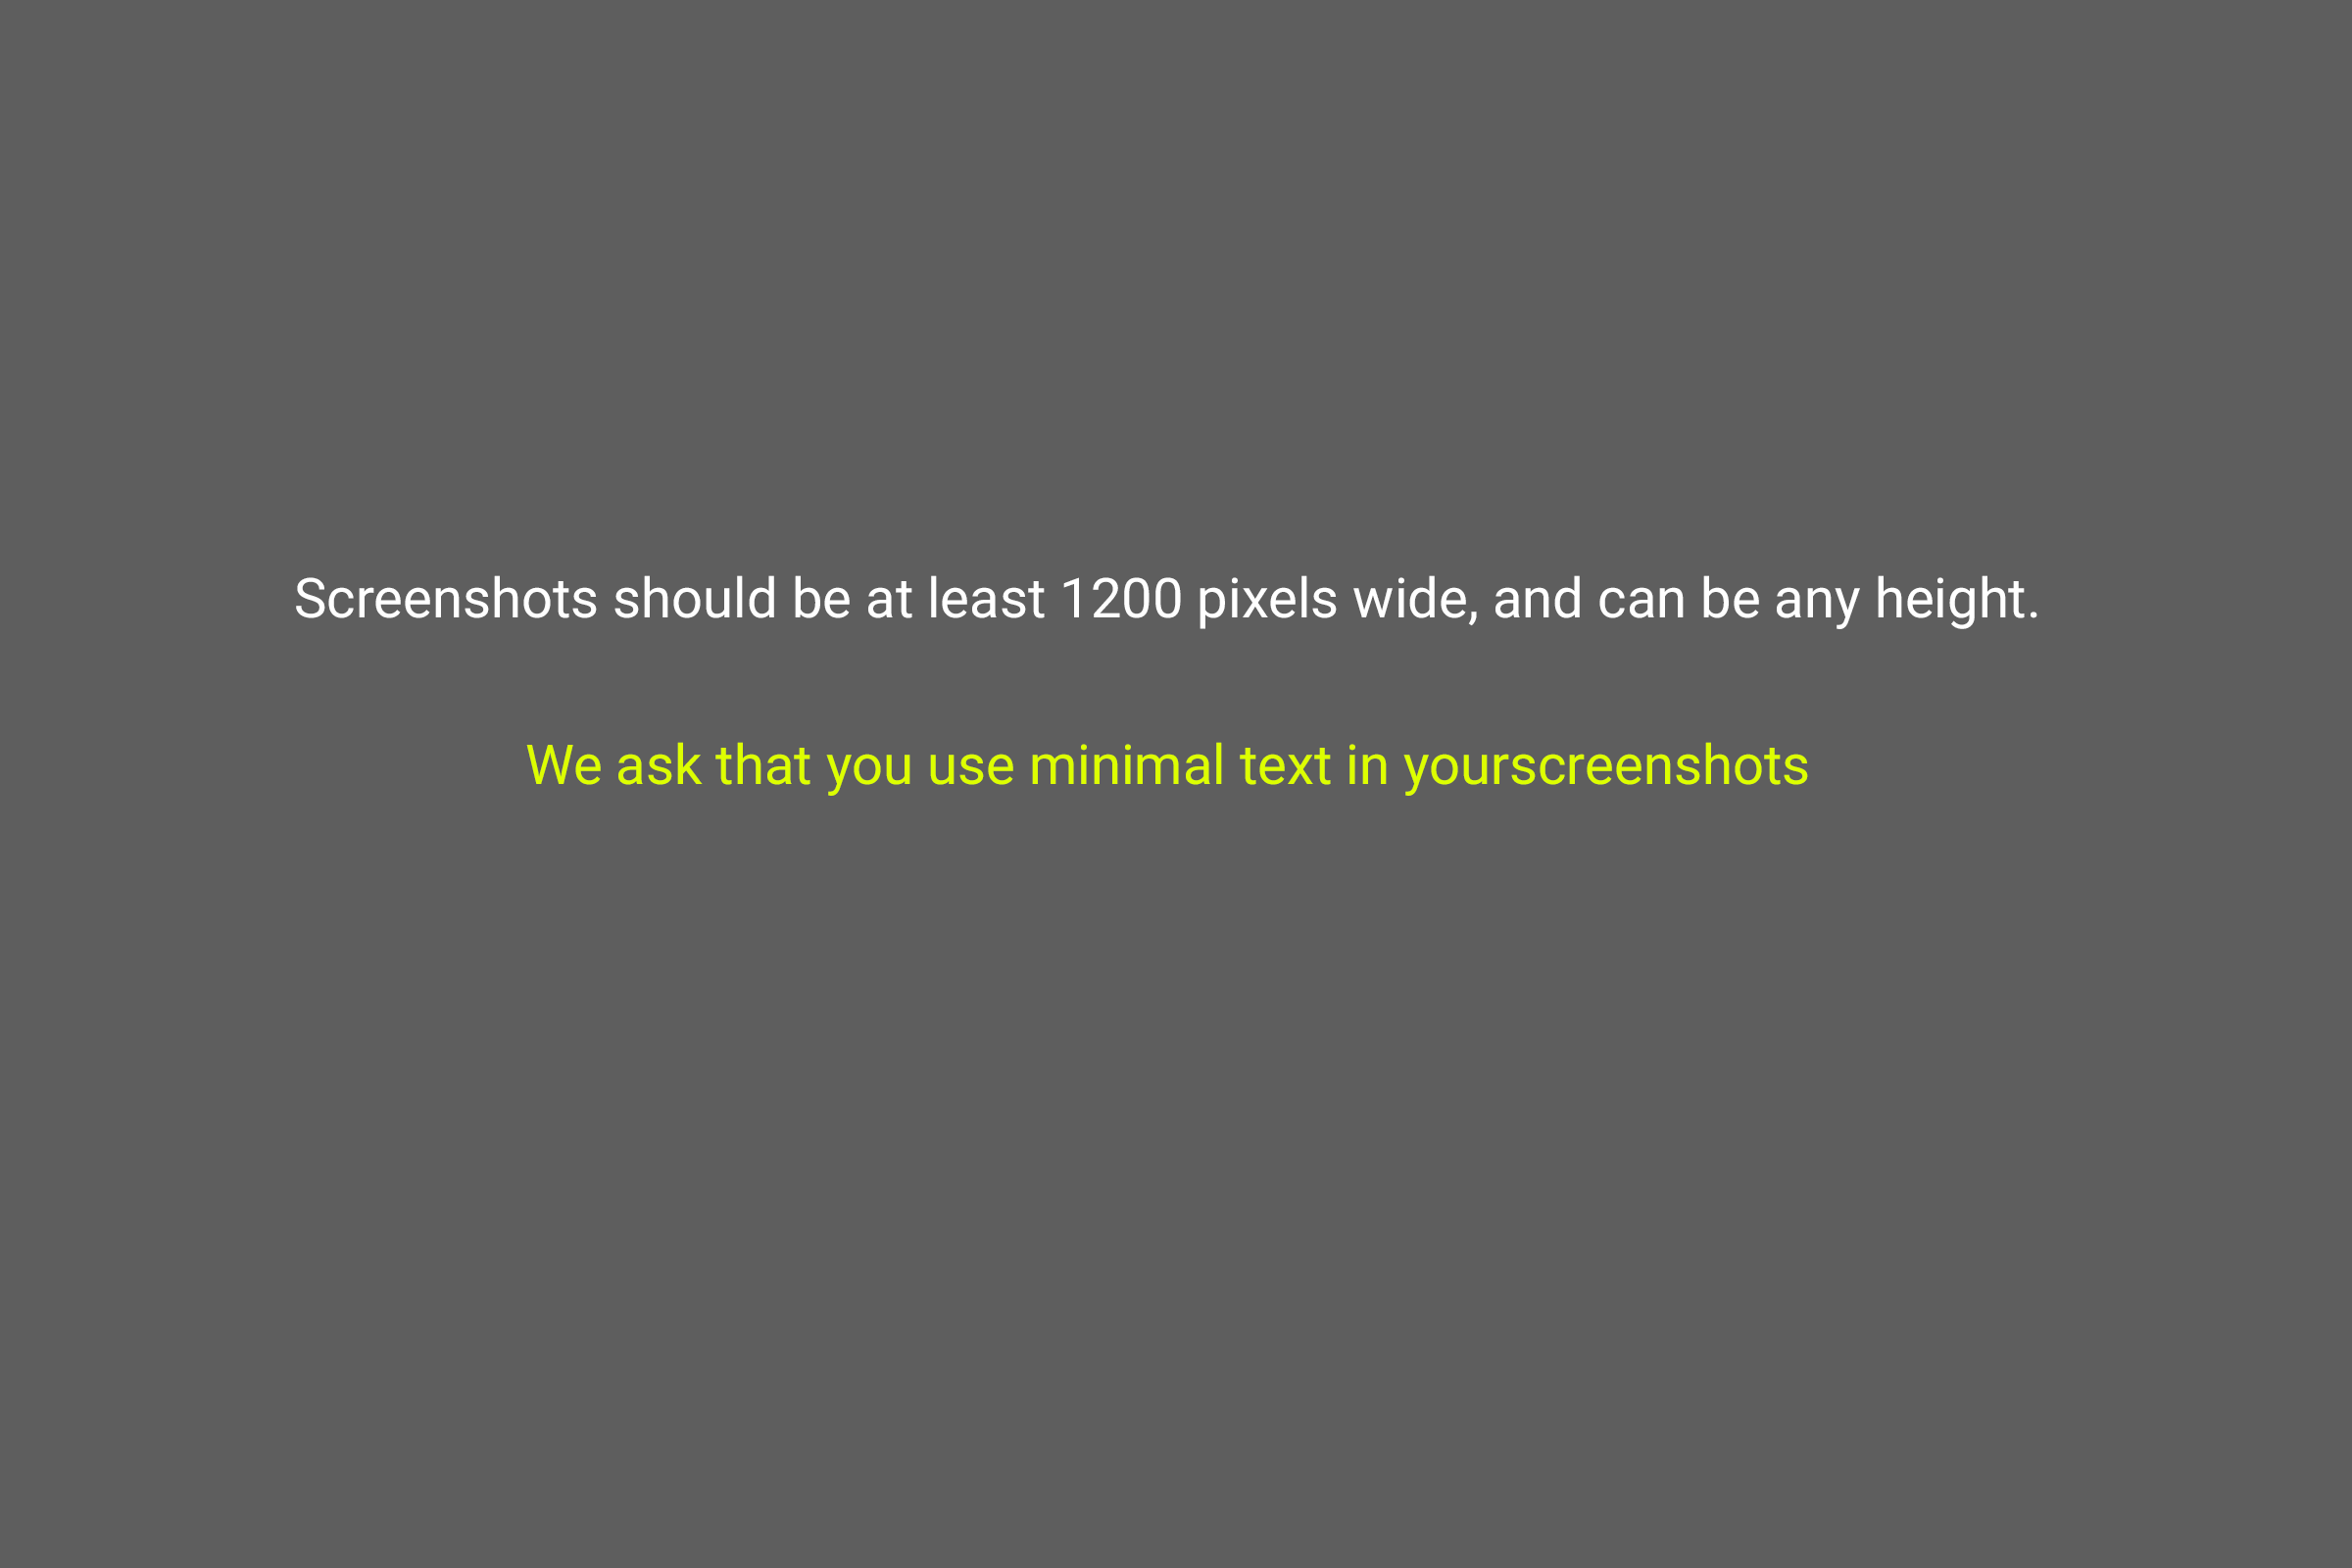 Screenshots should be at least 1200 pixels wide, and can be any height.
We ask that you use minimal text in yourscreenshots